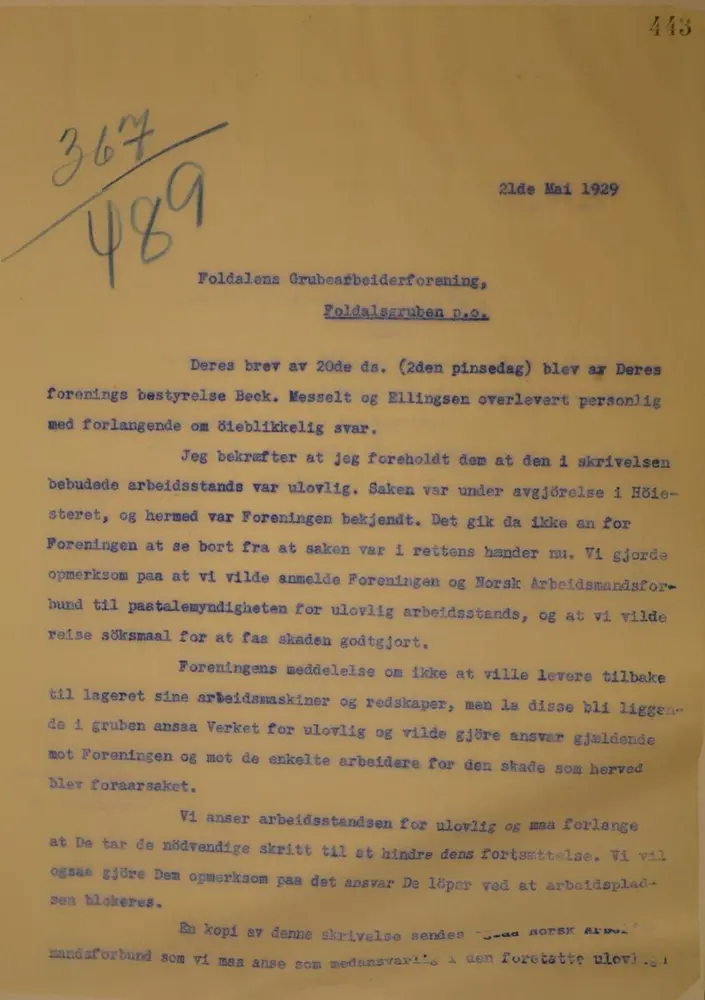 443
367
489
21de Mai 1929
Foldalens Grubearbeiderforening,
Foldalsgruben p.o.
Deres brev av 20de ds. (2den pinsedag) blev av Deres
forenings bestyrelse Beck. Messelt og Ellingsen overlevert personlig
med forlangende om öieblikkelig svar.
Jeg bekræfter at jeg foreholdt dem at den i skrivelsen
bebudede arbeidsstands var ulovlig. Saken var under avgjörelse i Höie-
steret, og hermed var Foreningen bekjendt. Det gik da ikke an for
Foreningen at se bort fra at saken var i rettens hænder nu. Vi gjorde
opmerksom paa at vi vilde anmelde Foreningen og Norsk Arbeidsmandsfor-
bund til paatalemyndigheten for ulovlig arbeidsstands, og at vi vilde
reise söksmaal for at faa skaden godtgjort.
Foreningens meddelelse om ikke at ville levere tilbake
til lageret sine arbeidsmaskiner og redskaper, men la disse bli liggen-
de i gruben ansaa Verket for ulovlig og vilde gjöre ansvar gjældende
mot Foreningen og mot de enkelte arbeidere for den skade som herved
blev foraarsaket.
Vi anser arbeidsstandsen for ulovlig og maa forlange
at De tar de nödvendige skritt til at hindre dens fortsættelse. Vi vil
ogsaa gjöre Dem opmerksom paa det ansvar De löper ved at arbeidsplad-
sen blokeres.
En kopi av denne skrivelse sendes norsk
mandsforbund som vi maa anse som medansvarlig i den foretatte